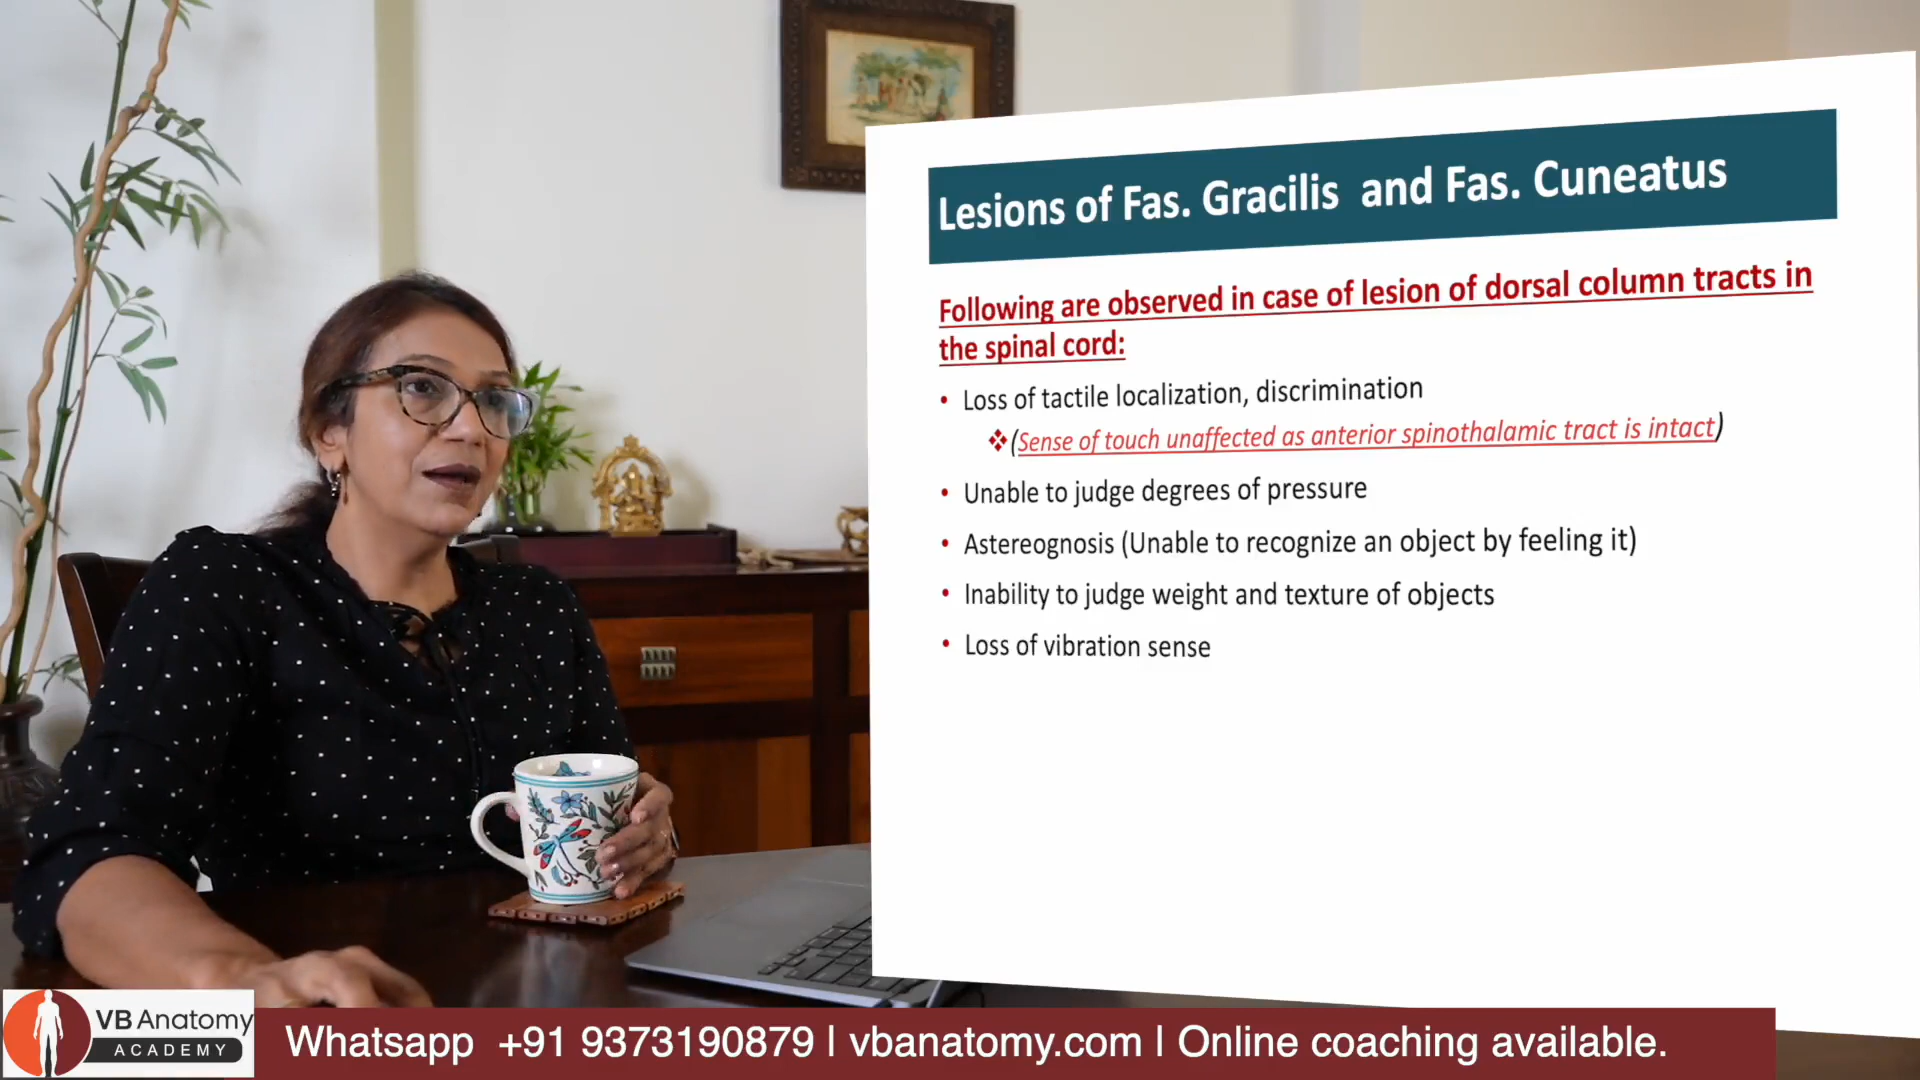 Lesions of Fas. Gracilis and Fas. Cuneatus
Following are observed in case of lesion of dorsal column tracts in
the spinal cord:
• Loss of tactile localization, discrimination
❖(Sense of touch unaffected as anterior spinothalamic tract is intact)
• Unable to judge degrees of pressure
• Astereognosis (Unable to recognize an object by feeling it)
• Inability to judge weight and texture of objects
• Loss of vibration sense
VB Anatomy
ACADEMY
Whatsapp +91 9373190879 | vbanatomy.com | Online coaching available.